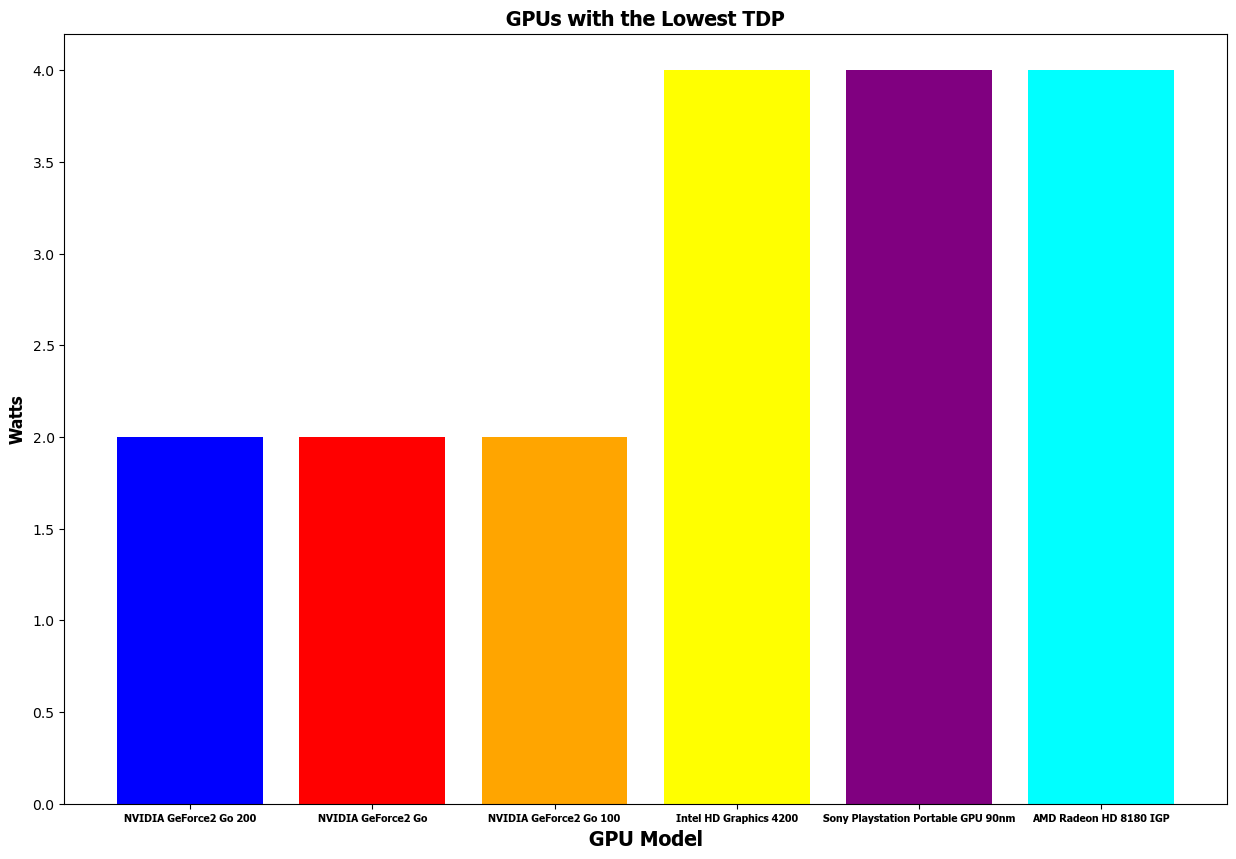 GPUs with the Lowest TDP
4.0
3.5
3.0
2.5
2.0
1.5
1.0
0.5
0.0
Watts
NVIDIA GeForce2 Go 200 NVIDIA GeForce2 Go NVIDIA GeForce2 Go 100 Intel HD Graphics 4200 Sony Playstation Portable GPU 90nm AMD Radeon HD 8180 IGP
GPU Model